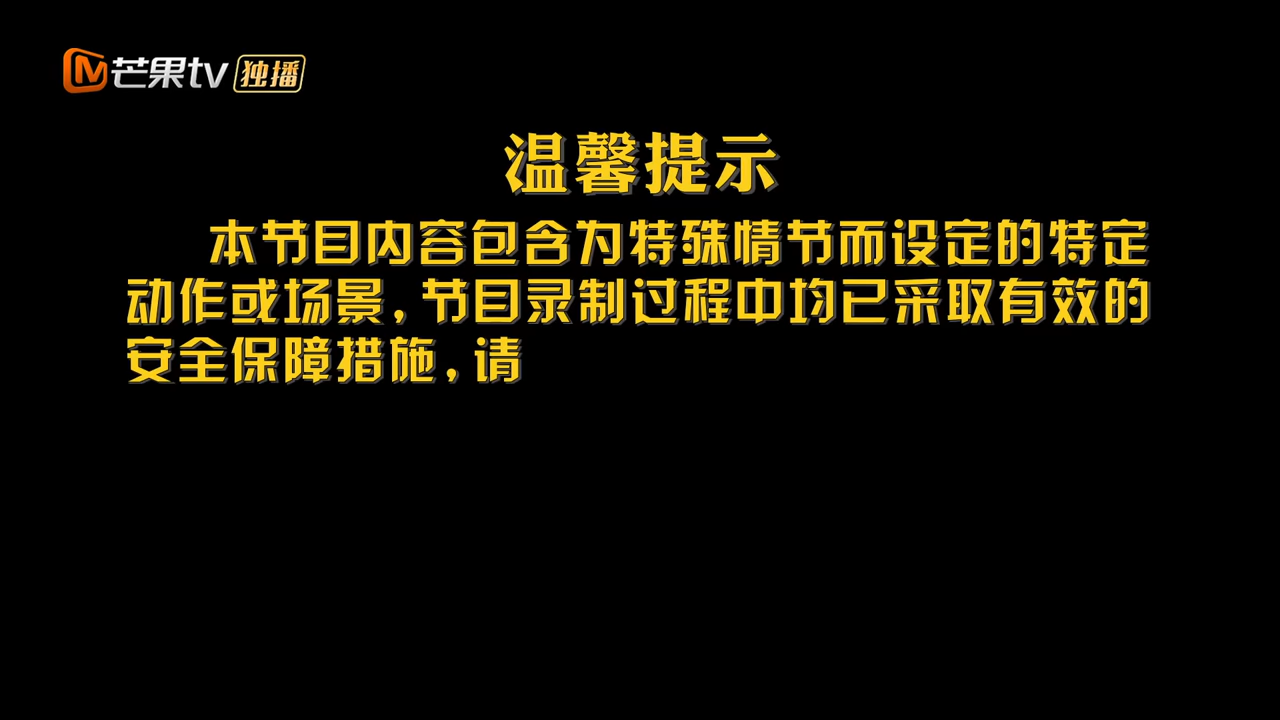 芒果tv 独播
温馨提示
本节目内容包含为特殊情节而设定的特定
动作或场景,节目录制过程中均已采取有效的
安全保障措施,请